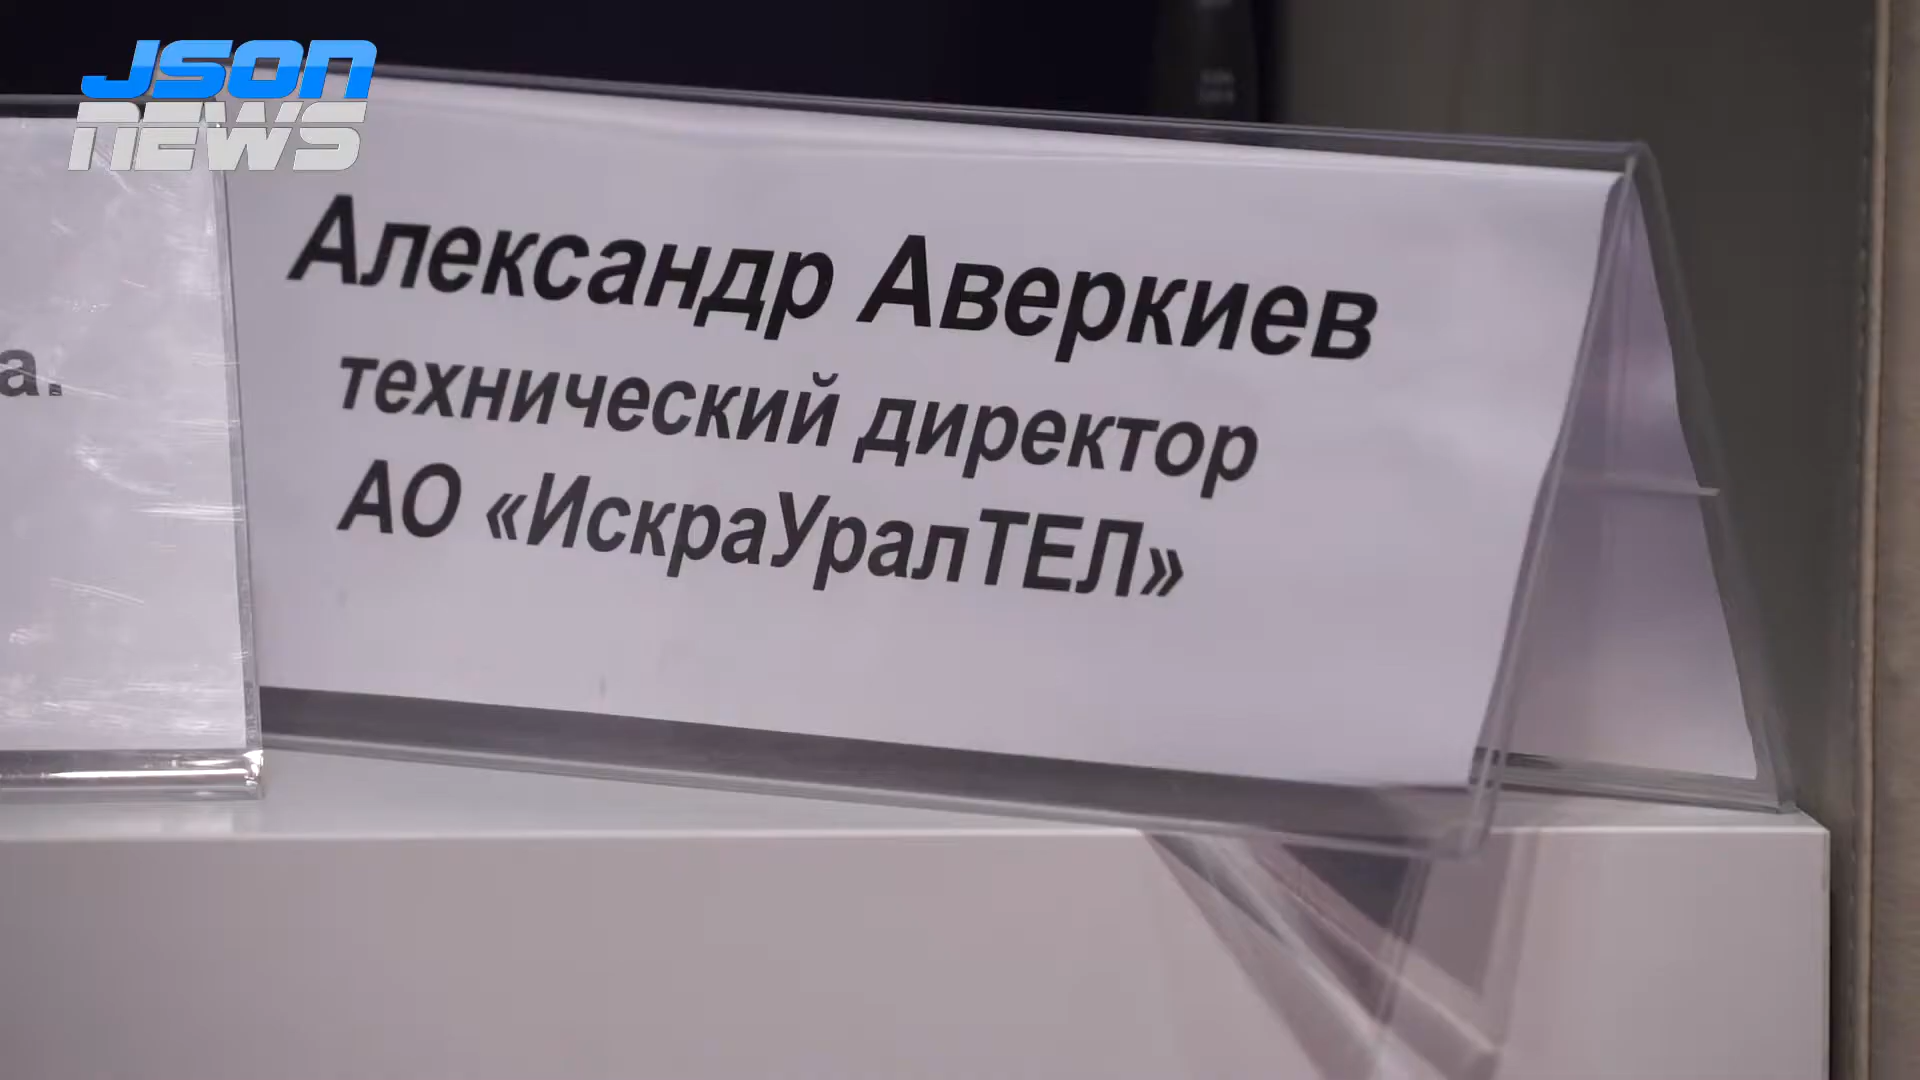 JSON
NEWS
Александр Аверкиев
технический директор
АО «ИскраУралТЕЛ»
а.